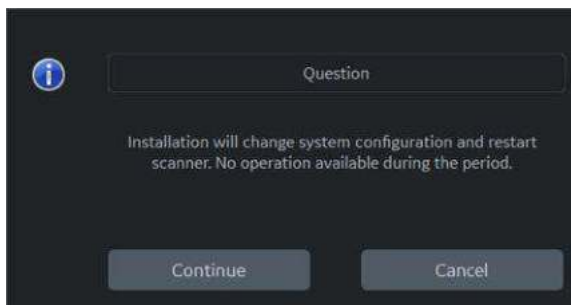 Question
Installation will change system configuration and restart
scanner. No operation available during the period.
Continue
Cancel